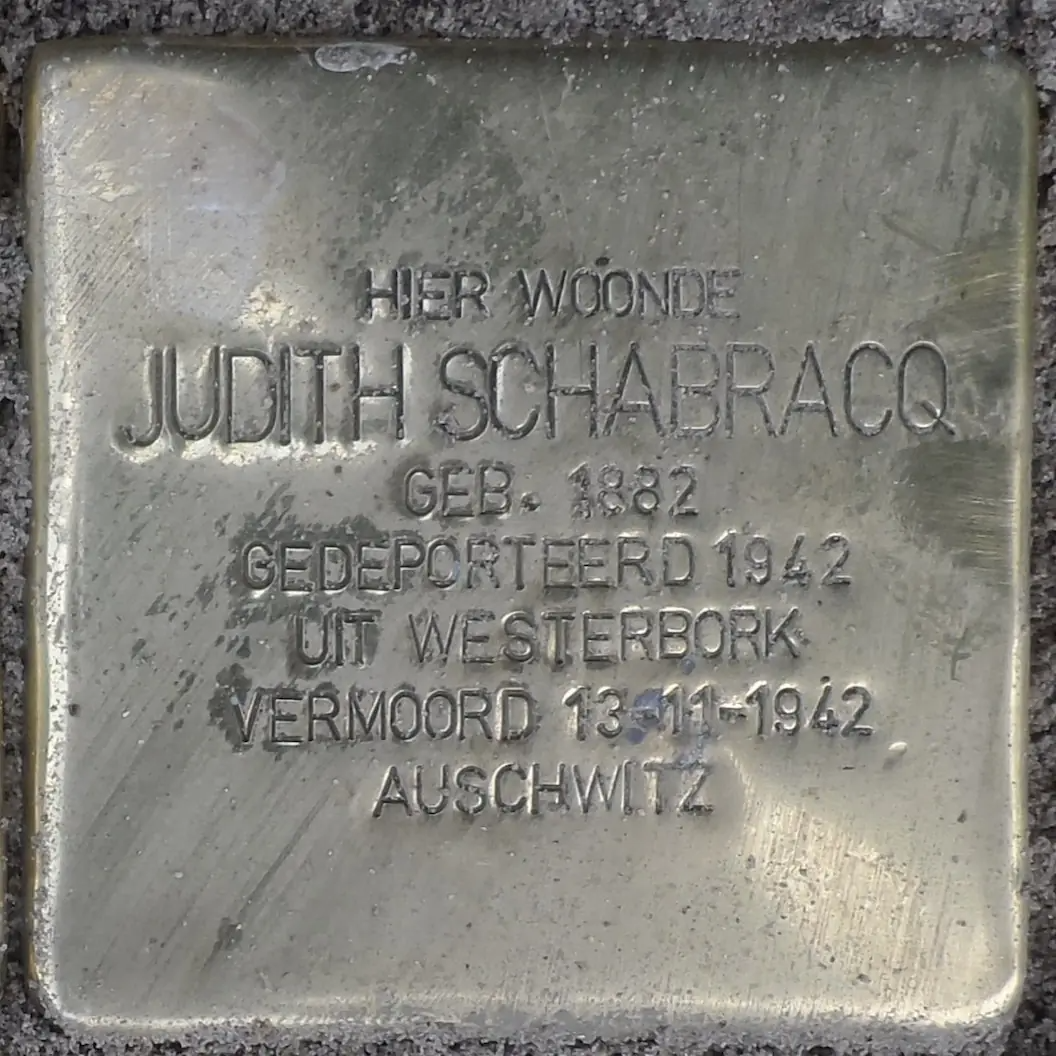 HIER WOONDE
JUDITH SCHABRACQ
GEB. 1882
GEDEPORTEERD 1942
UIT WESTERBORK
VERMOORD 13-11-1942
AUSCHWITZ